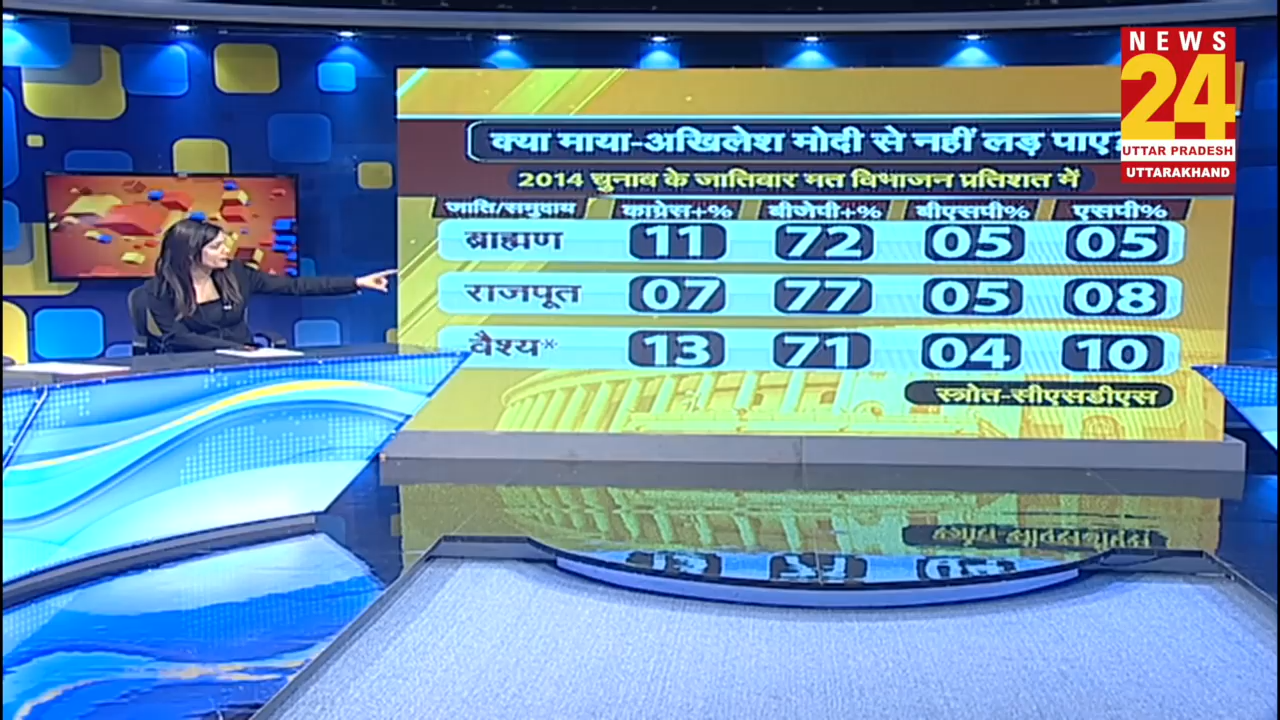 NEWS
24
UTTAR PRADESH
UTTARAKHAND
क्या माया-अखिलेश मोदी से नहीं लड़ पाए?
2014 चुनाव के जातिवार मत विभाजन प्रतिशत में
जाति/समुदाय कांग्रेस+% बीजेपी+% बीएसपी% एसपी%
ब्राह्मण 11 72 05 05
राजपूत 07 77 05 08
वैश्य* 13 71 04 10
स्त्रोत-सीएसडीएस